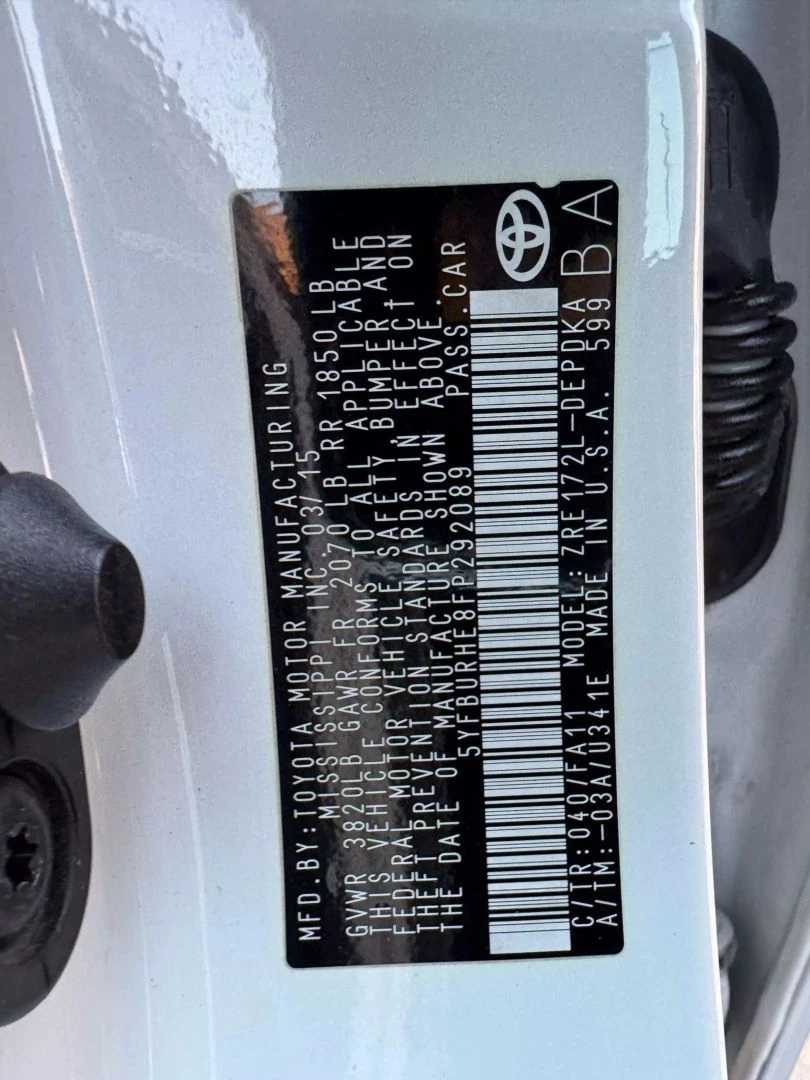 MFD.BY:TOYOTA MOTOR MANUFACTURING
MISSISSIPPI INC. 03/15
GVWR 3820LB GAWR FR 2070LB RR 1850LB
THIS VEHICLE CONFORMS TO ALL APPLICABLE
FEDERAL MOTOR VEHICLE SAFETY, BUMPER, AND
THEFT PREVENTION STANDARDS IN EFFECT ON
THE DATE OF MANUFACTURE SHOWN ABOVE.
5YFBURHE8FP292089 PASS.CAR
C/TR:040/FA11 MODEL:ZRE172L-DEPDKA
A/TM:-03A/U341E MADE IN U.S.A. 599
BA